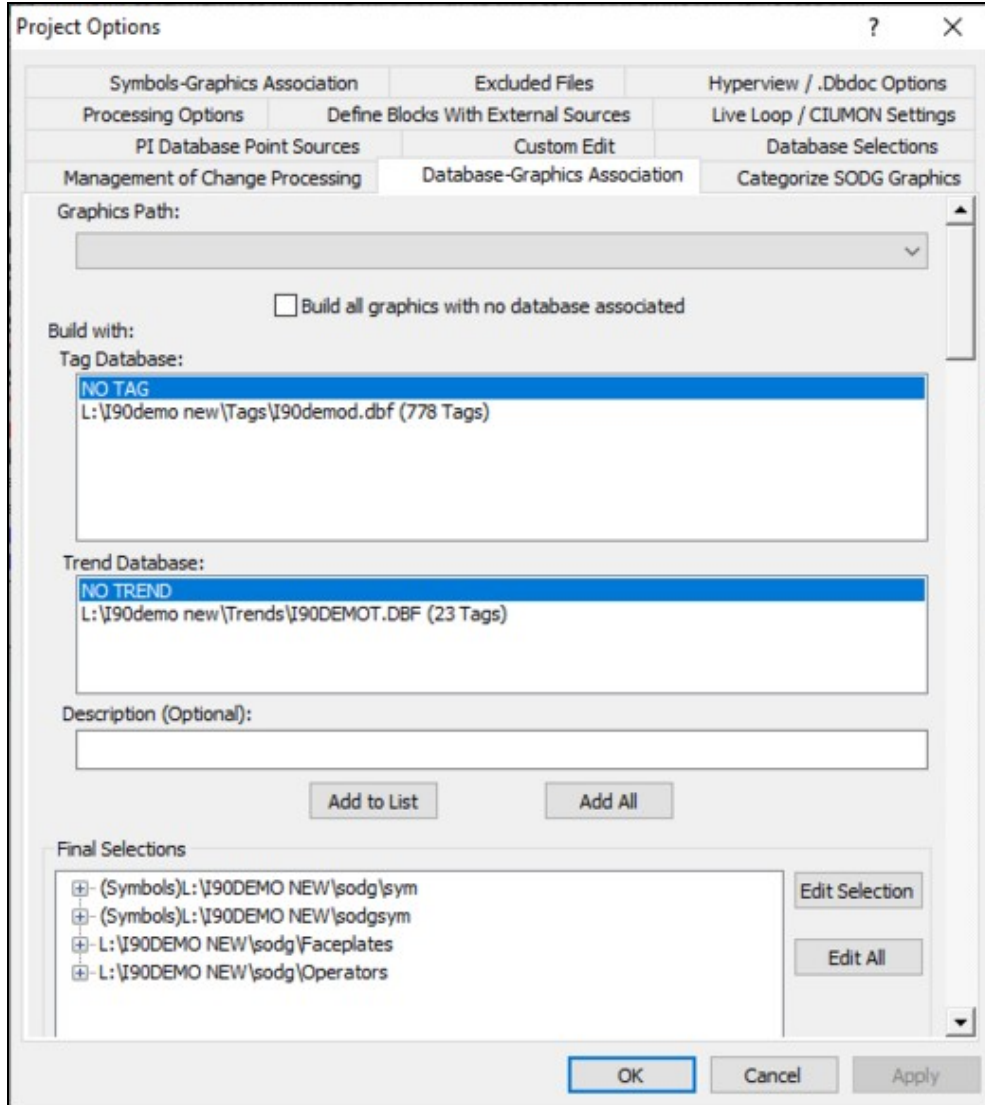 Project Options ?
Symbols-Graphics Association Excluded Files Hyperview / .Dbdoc Options
Processing Options Define Blocks With External Sources Live Loop / CIUMON Settings
PI Database Point Sources Custom Edit Database Selections
Management of Change Processing Database-Graphics Association Categorize SODG Graphics
Graphics Path:
Build all graphics with no database associated
Build with:
Tag Database:
NO TAG
L:\I90demo new\Tags\I90demod.dbf (778 Tags)
Trend Database:
NO TREND
L:\I90demo new\Trends\I90DEMOT.DBF (23 Tags)
Description (Optional):
Add to List Add All
Final Selections
(Symbols)L:\I90DEMO NEW\sodg\sym
(Symbols)L:\I90DEMO NEW\sodgsym
L:\I90DEMO NEW\sodg\Faceplates
L:\I90DEMO NEW\sodg\Operators
Edit Selection
Edit All
OK Cancel Apply